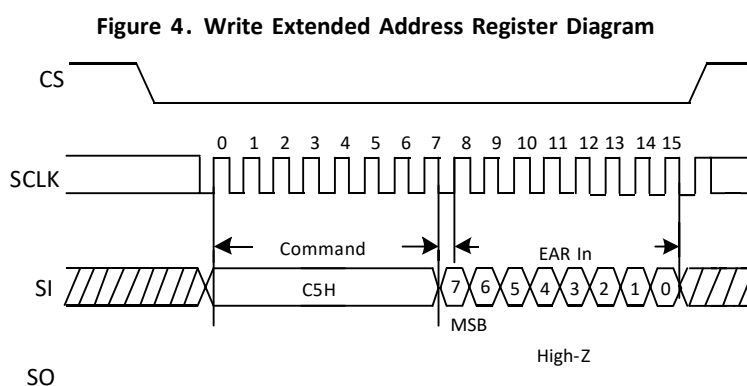 Figure 4. Write Extended Address Register Diagram
CS
0 1 2 3 4 5 6 7 8 9 10 11 12 13 14 15
SCLK
Command EAR In
SI C5H 7 6 5 4 3 2 1 0
MSB
High-Z
SO